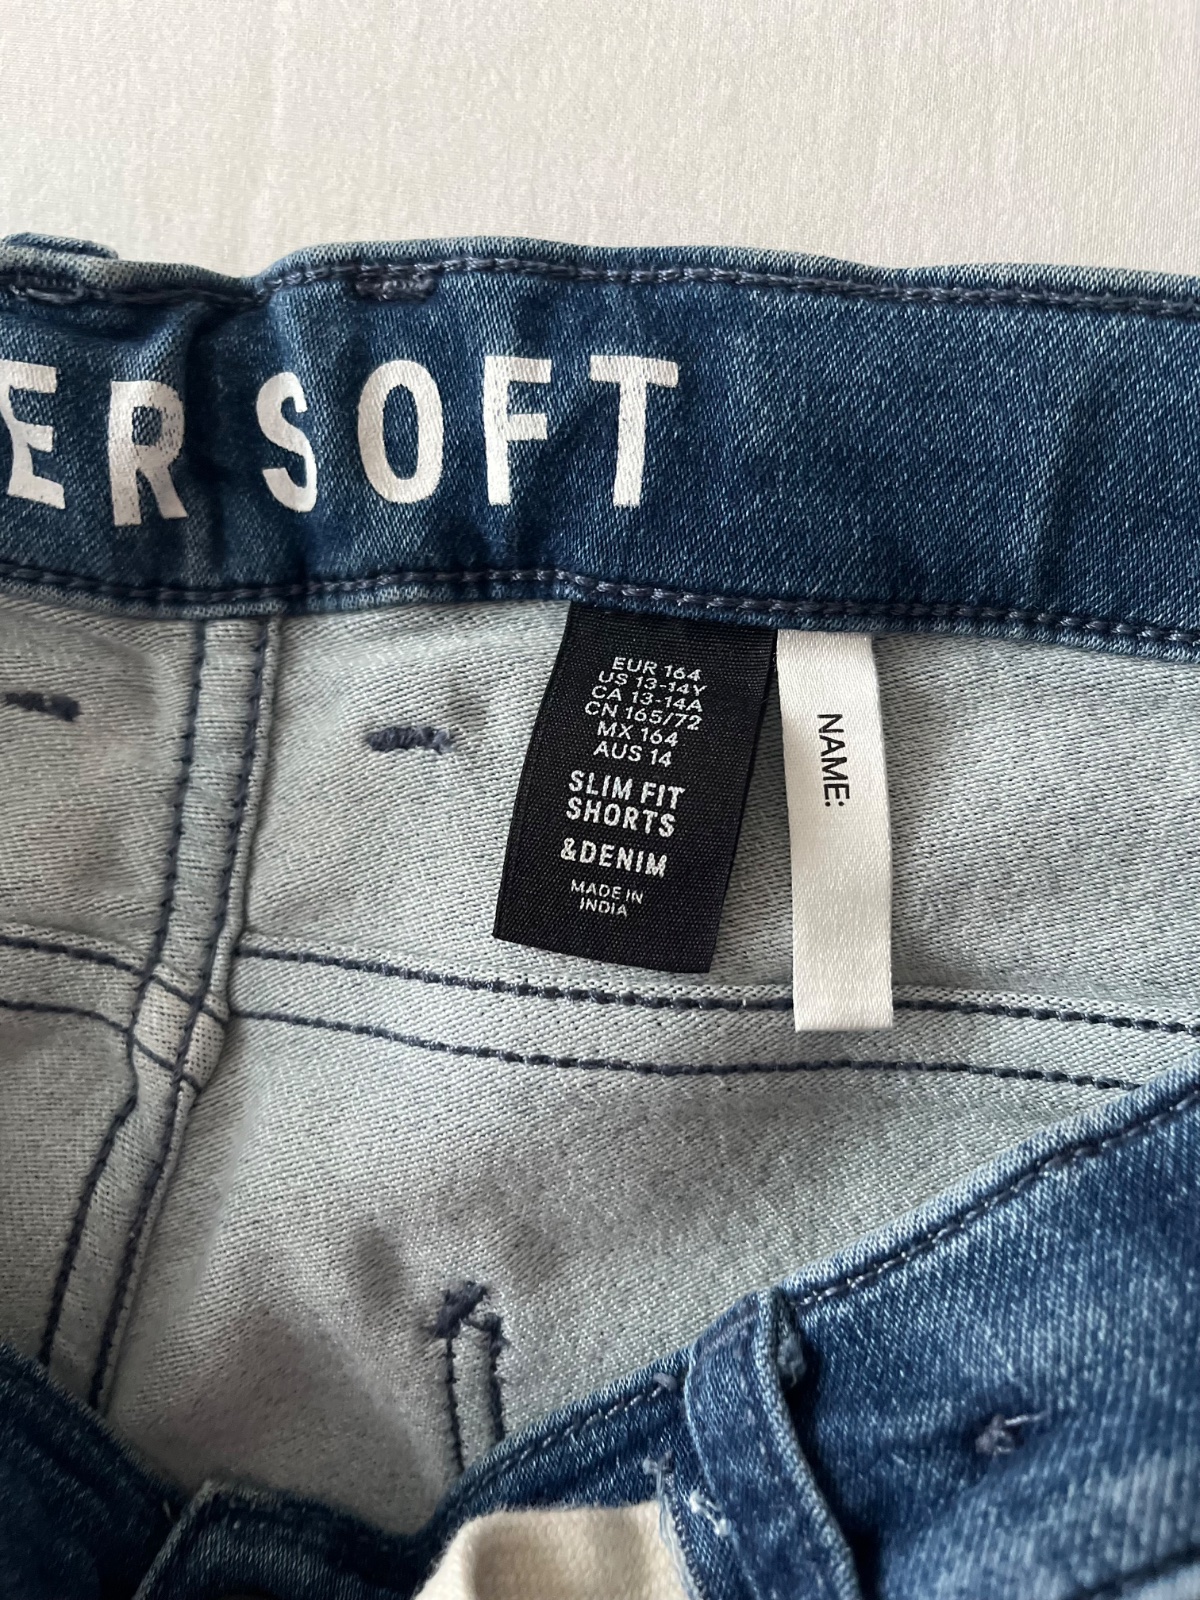 ER SOFT
EUR 164
US 13-14Y
CA 13-14A
CN 165/72
MX 164
AUS 14
SLIM FIT
SHORTS
&DENIM
MADE IN
INDIA
NAME: